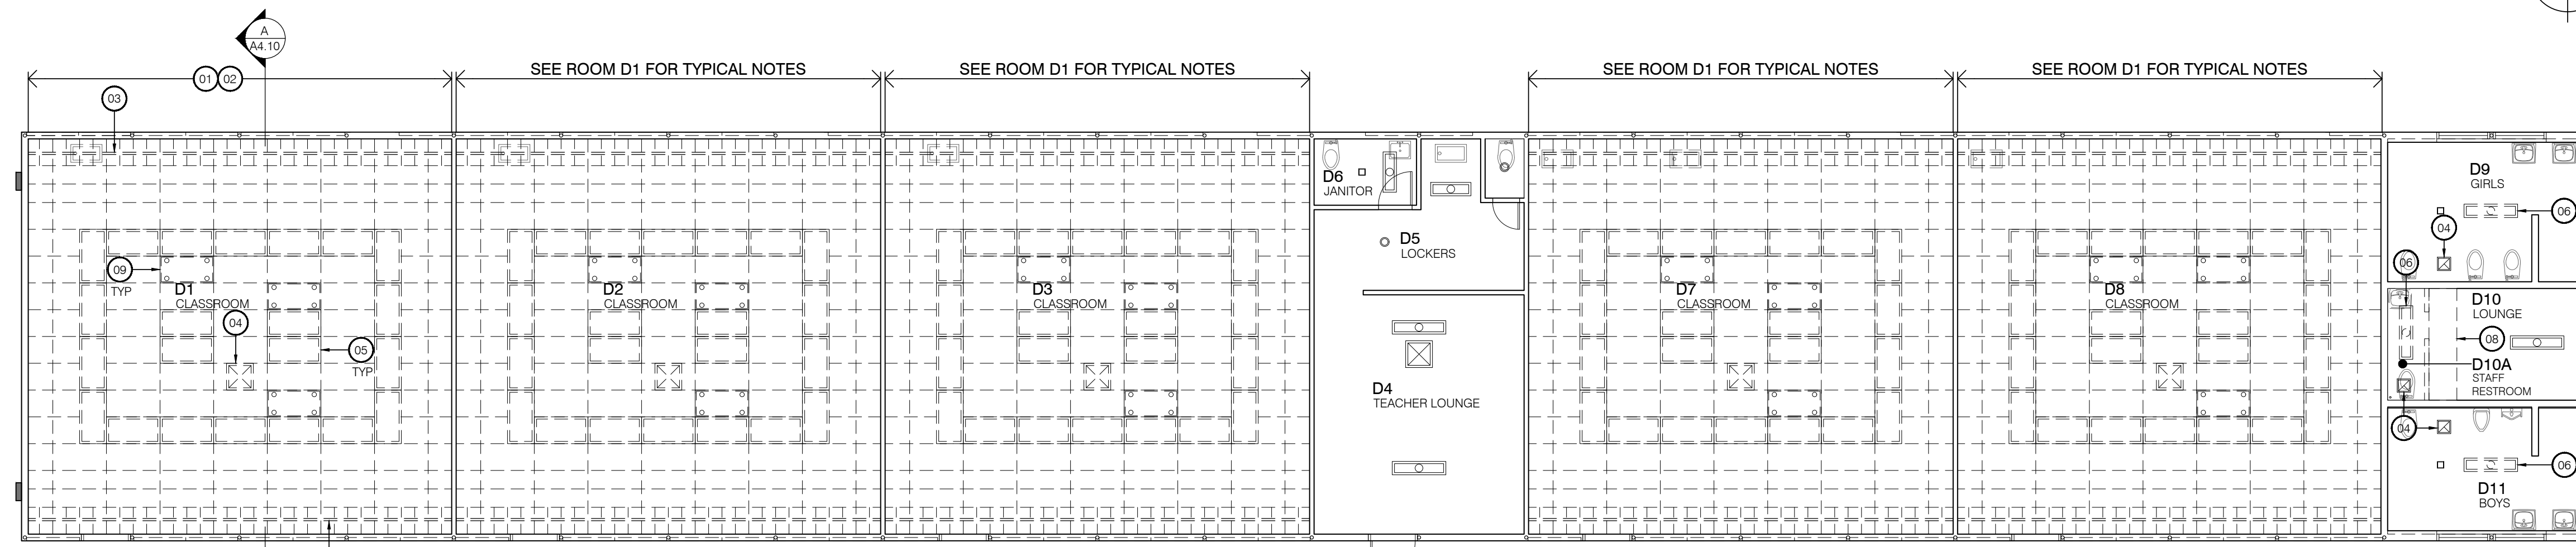 A
A4.10
01 02
SEE ROOM D1 FOR TYPICAL NOTES
SEE ROOM D1 FOR TYPICAL NOTES
SEE ROOM D1 FOR TYPICAL NOTES
SEE ROOM D1 FOR TYPICAL NOTES
03
09
TYP
D1
CLASSROOM
04
05
TYP
D2
CLASSROOM
D3
CLASSROOM
D6
JANITOR
D5
LOCKERS
D4
TEACHER LOUNGE
D7
CLASSROOM
D8
CLASSROOM
D9
GIRLS
06
04
06
D10
LOUNGE
08
D10A
STAFF
RESTROOM
04
06
D11
BOYS